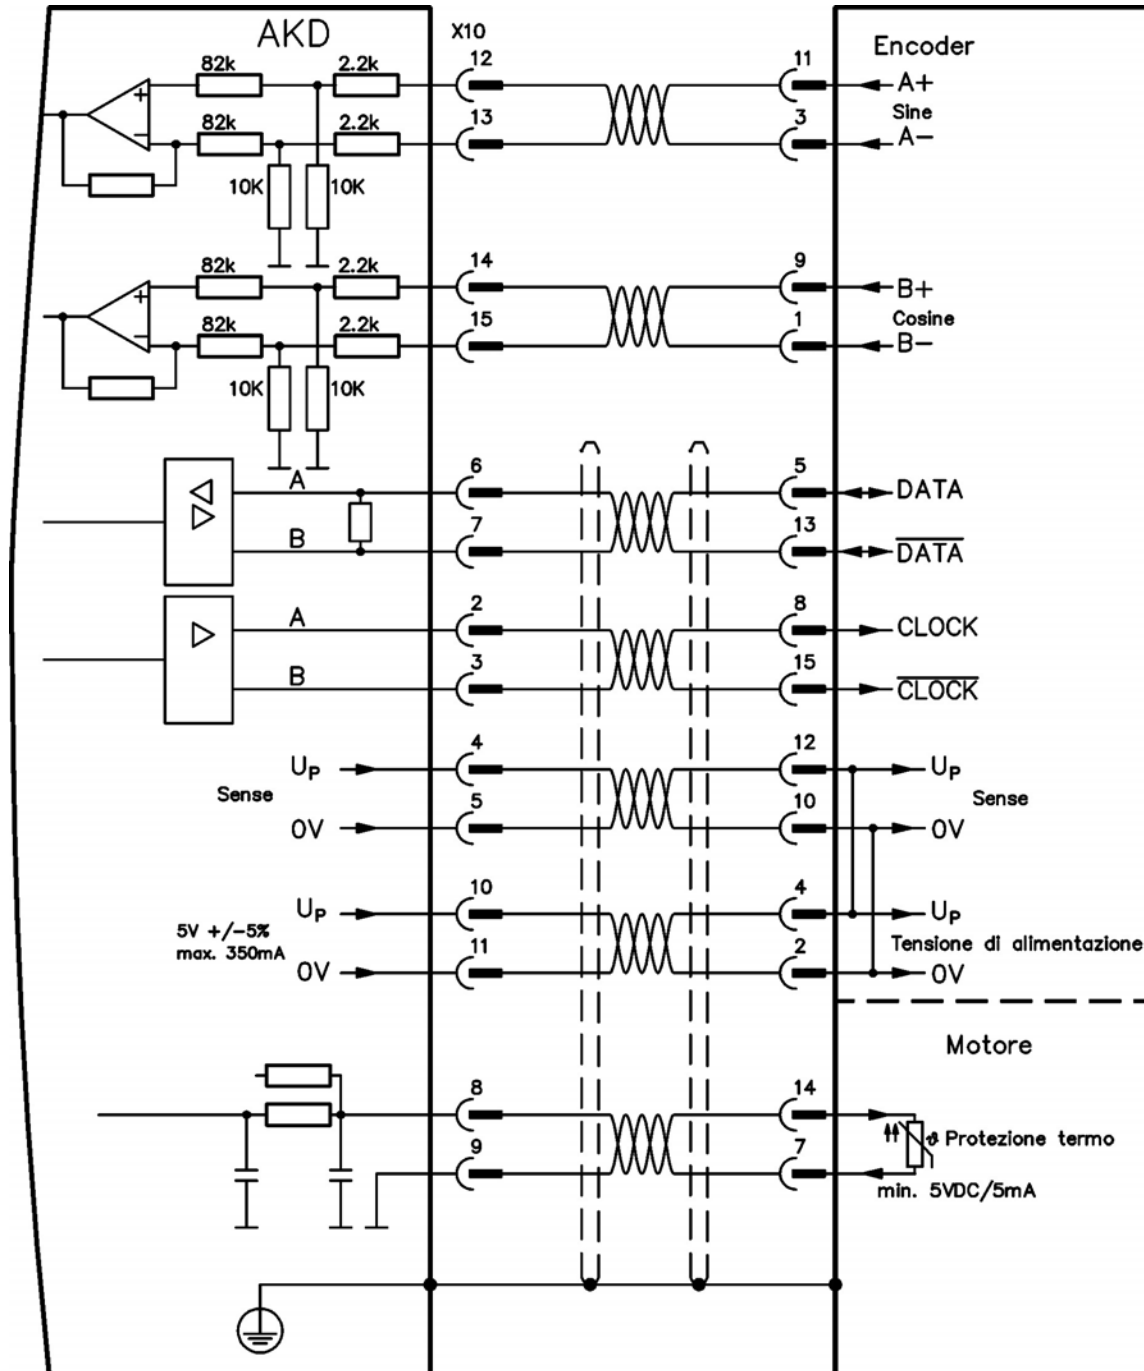 AKD
X10
Encoder
82k 2.2k 12 11 A+
Sine
82k 2.2k 13 3 A-
10K 10K
82k 2.2k 14 9 B+
Cosine
82k 2.2k 15 1 B-
10K 10K
A 6 5 DATA
B 7 13 DATA
A 2 8 CLOCK
B 3 15 CLOCK
UP 4 12 UP
Sense Sense
0V 5 10 0V
UP 10 4 UP
5V +/-5%
max. 350mA
Tensione di alimentazione
0V 11 2 0V
Motore
8 14
ϑ Protezione termo
9 7
min. 5VDC/5mA